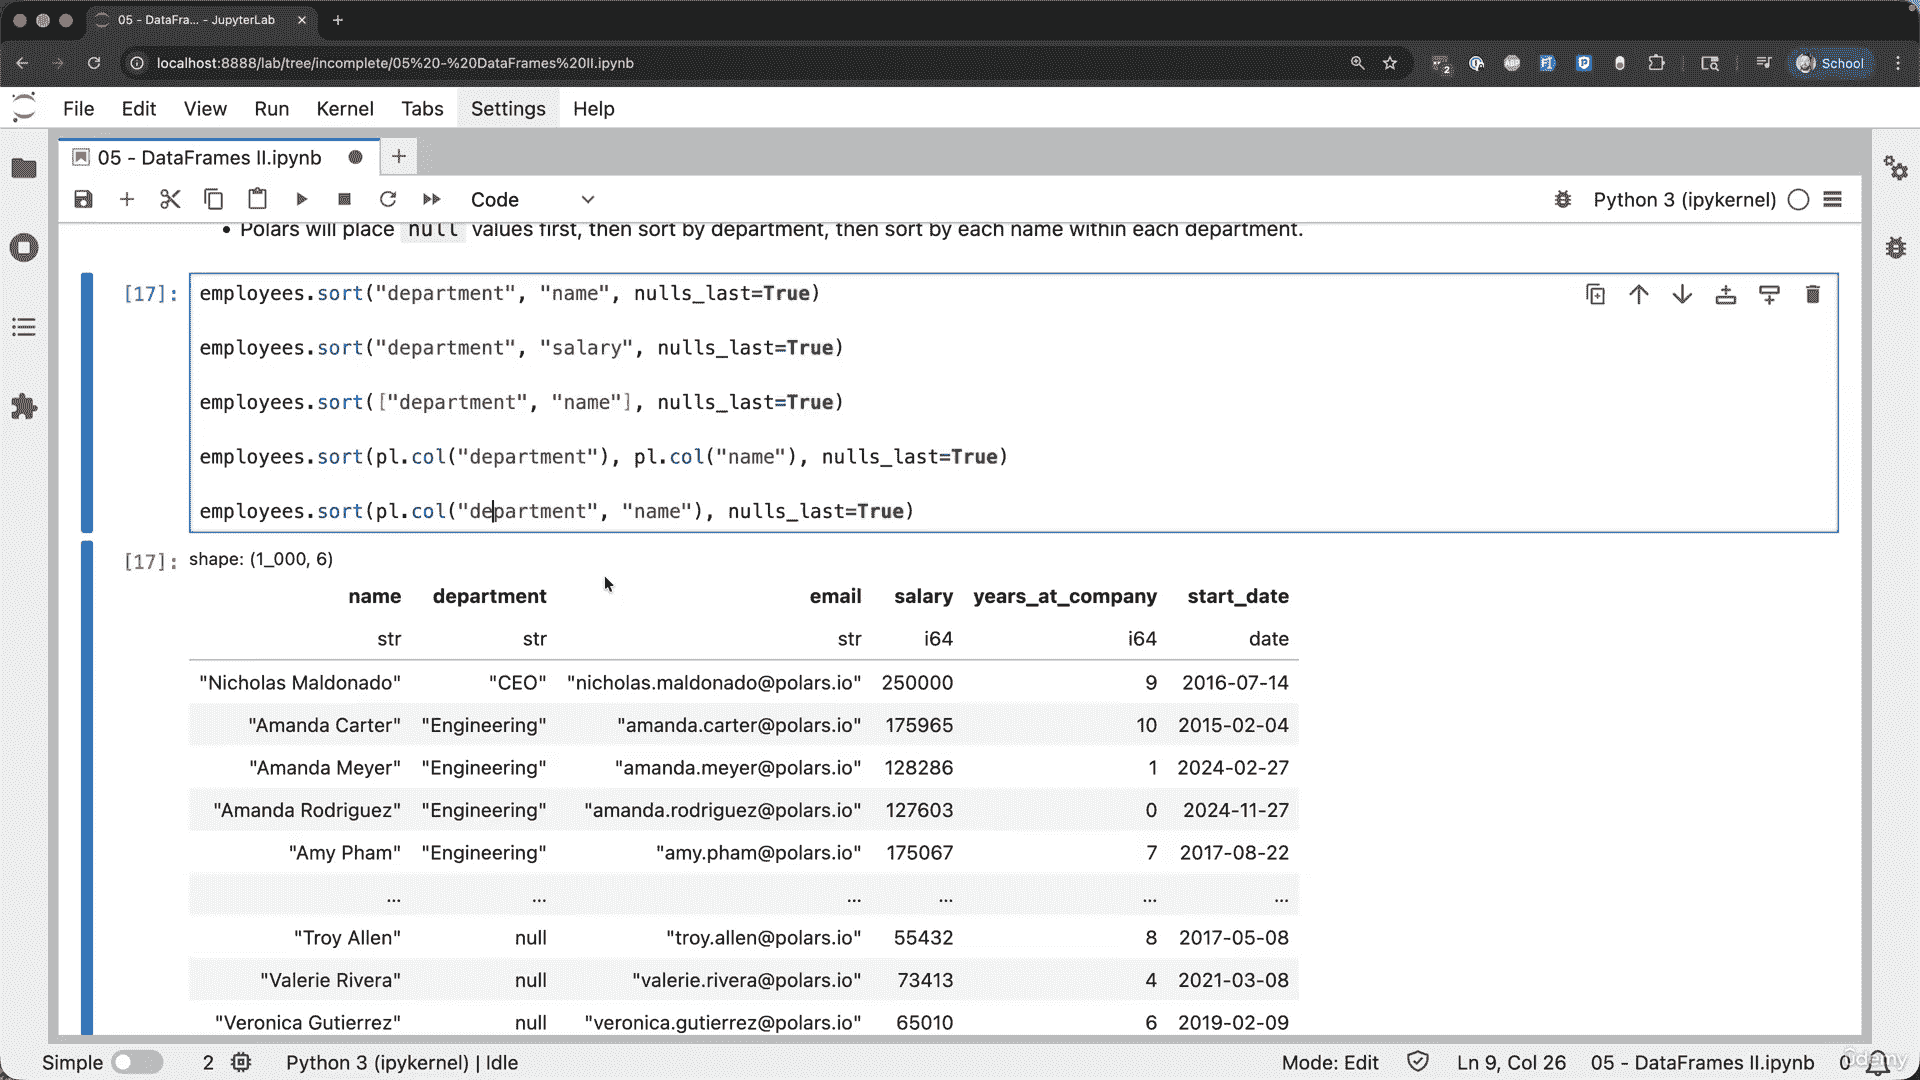 05 - DataFra... - JupyterLab
localhost:8888/lab/tree/incomplete/05%20-%20DataFrames%20II.ipynb
2
School
File Edit View Run Kernel Tabs Settings Help
05 - DataFrames II.ipynb
Code
Python 3 (ipykernel)
• Polars will place null values first, then sort by department, then sort by each name within each department.
[17]: employees.sort("department", "name", nulls_last=True)
employees.sort("department", "salary", nulls_last=True)
employees.sort(["department", "name"], nulls_last=True)
employees.sort(pl.col("department"), pl.col("name"), nulls_last=True)
employees.sort(pl.col("department", "name"), nulls_last=True)
[17]: shape: (1_000, 6)
name department email salary years_at_company start_date
str str str i64 i64 date
"Nicholas Maldonado" "CEO" "nicholas.maldonado@polars.io" 250000 9 2016-07-14
"Amanda Carter" "Engineering" "amanda.carter@polars.io" 175965 10 2015-02-04
"Amanda Meyer" "Engineering" "amanda.meyer@polars.io" 128286 1 2024-02-27
"Amanda Rodriguez" "Engineering" "amanda.rodriguez@polars.io" 127603 0 2024-11-27
"Amy Pham" "Engineering" "amy.pham@polars.io" 175067 7 2017-08-22
... ... ... ... ... ...
"Troy Allen" null "troy.allen@polars.io" 55432 8 2017-05-08
"Valerie Rivera" null "valerie.rivera@polars.io" 73413 4 2021-03-08
"Veronica Gutierrez" null "veronica.gutierrez@polars.io" 65010 6 2019-02-09
Simple 2 Python 3 (ipykernel) | Idle Mode: Edit Ln 9, Col 26 05 - DataFrames II.ipynb 0
udemy